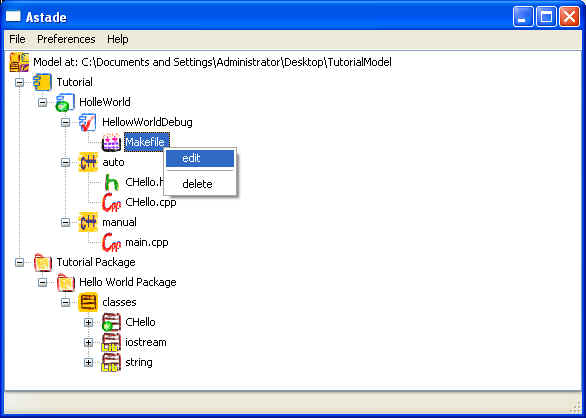 Astade
File Preferences Help
Model at: C:\Documents and Settings\Administrator\Desktop\TutorialModel
Tutorial
HolleWorld
HellowWorldDebug
Makefile
edit
auto
delete
CHello.h
CHello.cpp
manual
main.cpp
Tutorial Package
Hello World Package
classes
CHello
iostream
string